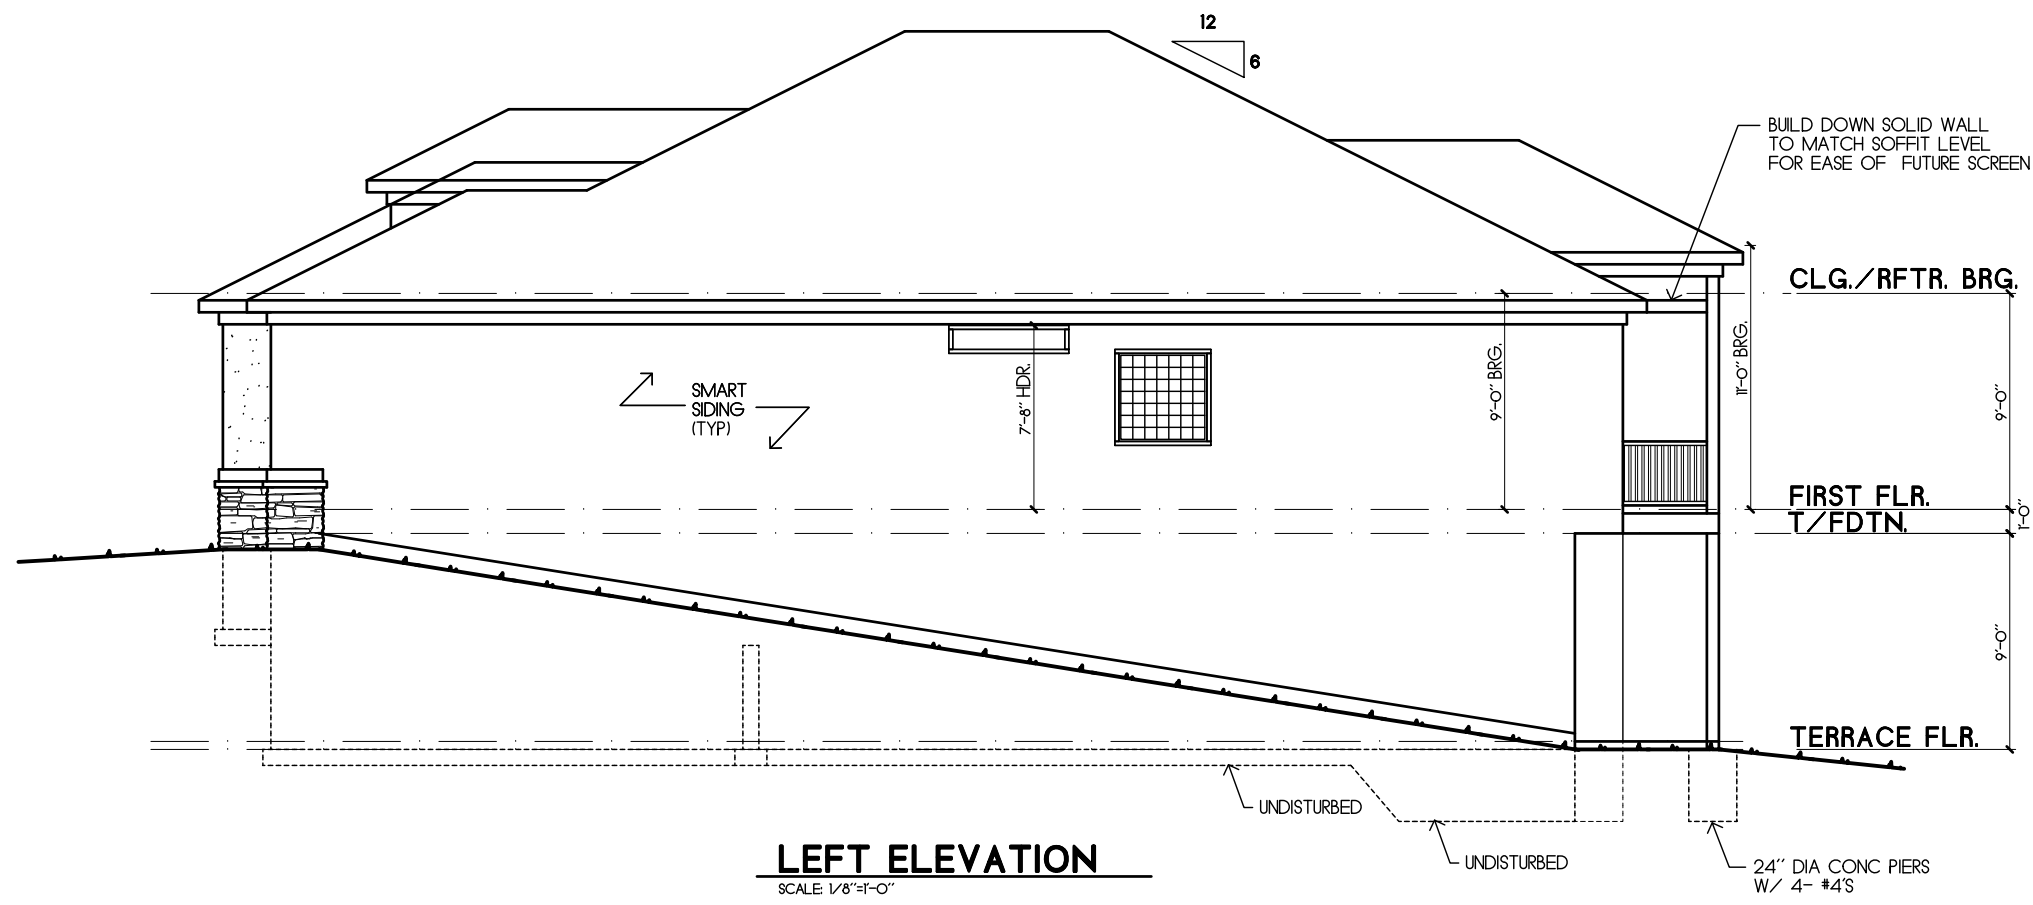 12
6
BUILD DOWN SOLID WALL
TO MATCH SOFFIT LEVEL
FOR EASE OF FUTURE SCREEN
CLG./RFTR. BRG.
11'-0" BRG.
9'-0" BRG.
7'-8" HDR.
9'-0"
SMART
SIDING
(TYP)
FIRST FLR.
T/FDTN.
1'-0"
9'-0"
TERRACE FLR.
UNDISTURBED
UNDISTURBED
24" DIA CONC PIERS
W/ 4- #4'S
LEFT ELEVATION
SCALE: 1/8"=1'-0"